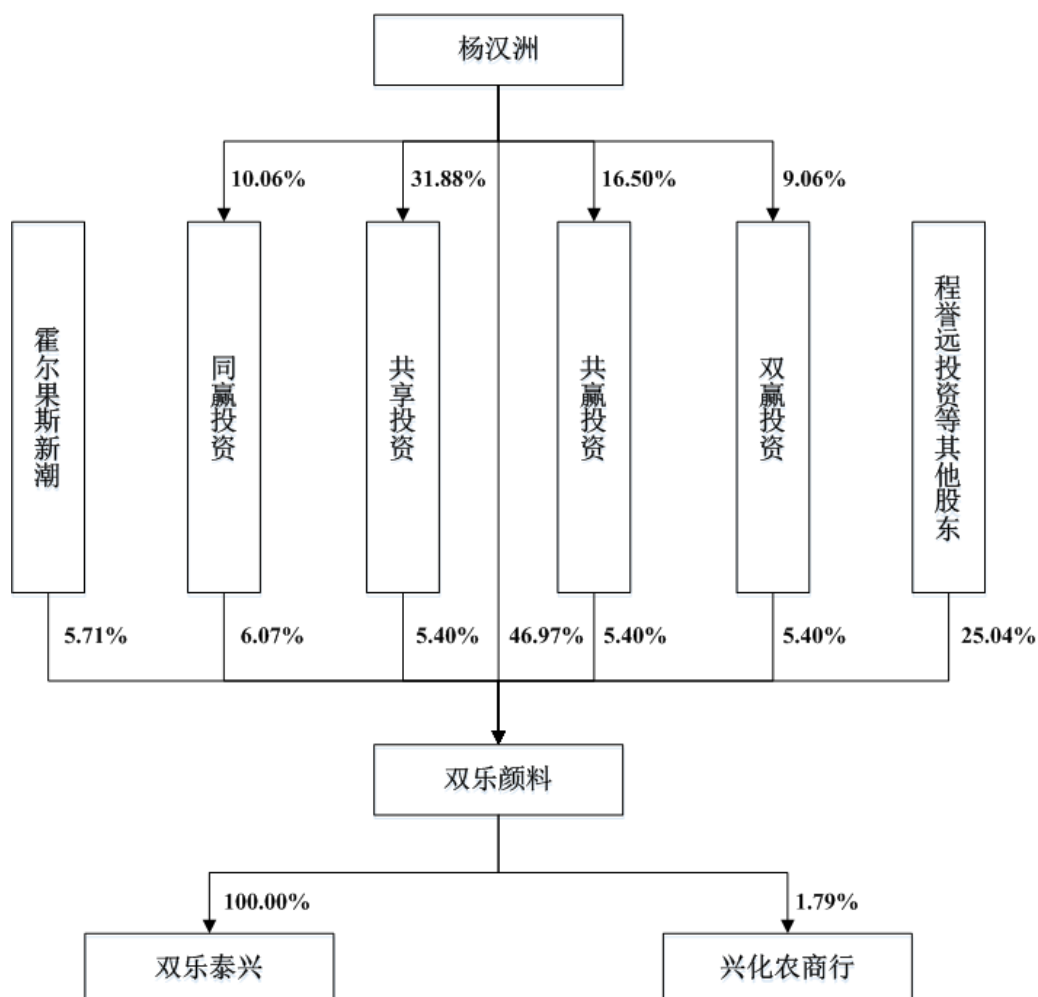 杨汉洲
10.06%
31.88%
16.50%
9.06%
霍尔果斯新潮
同赢投资
共享投资
共赢投资
双赢投资
程誉远投资等其他股东
5.71%
6.07%
5.40%
46.97%
5.40%
5.40%
25.04%
双乐颜料
100.00%
1.79%
双乐泰兴
兴化农商行